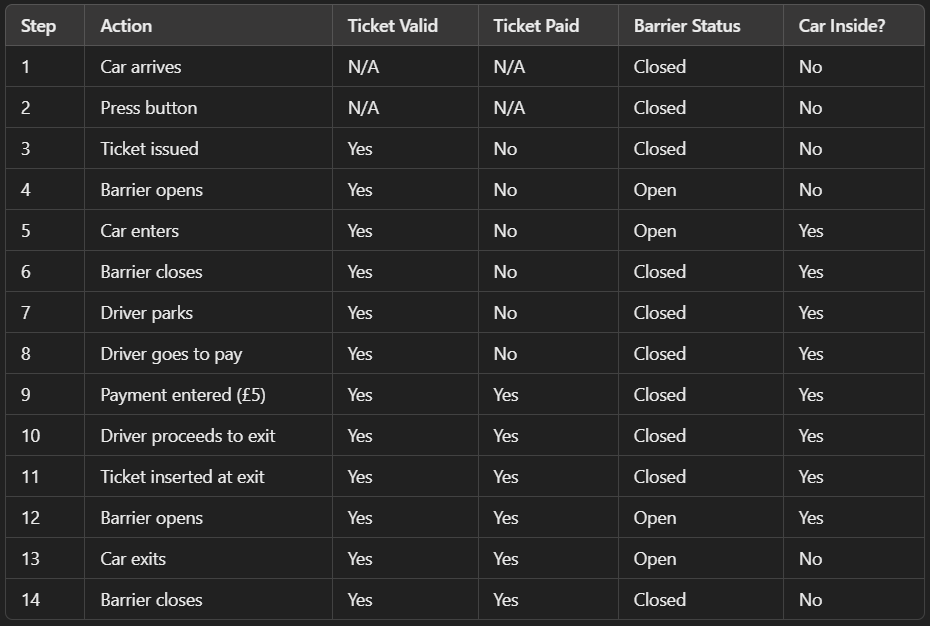 Step Action Ticket Valid Ticket Paid Barrier Status Car Inside?
1 Car arrives N/A N/A Closed No
2 Press button N/A N/A Closed No
3 Ticket issued Yes No Closed No
4 Barrier opens Yes No Open No
5 Car enters Yes No Open Yes
6 Barrier closes Yes No Closed Yes
7 Driver parks Yes No Closed Yes
8 Driver goes to pay Yes No Closed Yes
9 Payment entered (£5) Yes Yes Closed Yes
10 Driver proceeds to exit Yes Yes Closed Yes
11 Ticket inserted at exit Yes Yes Closed Yes
12 Barrier opens Yes Yes Open Yes
13 Car exits Yes Yes Open No
14 Barrier closes Yes Yes Closed No